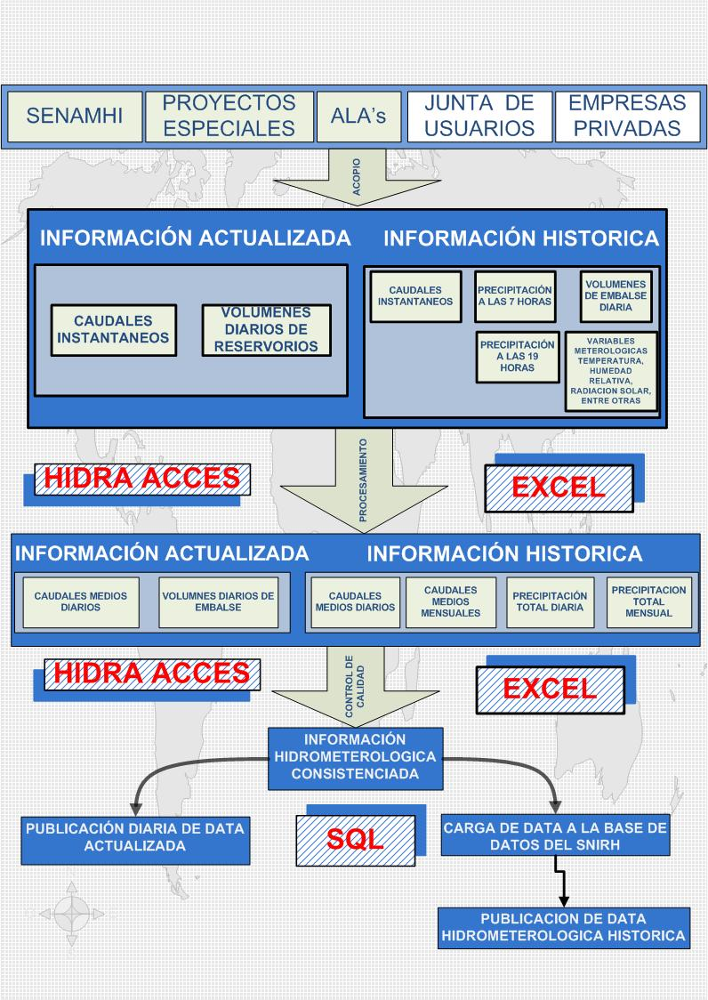 SENAMHI
PROYECTOS
ESPECIALES
ALA's
JUNTA DE
USUARIOS
EMPRESAS
PRIVADAS
ACOPIO
INFORMACIÓN ACTUALIZADA
INFORMACIÓN HISTORICA
CAUDALES
INSTANTANEOS
VOLUMENES
DIARIOS DE
RESERVORIOS
CAUDALES
INSTANTANEOS
PRECIPITACIÓN
A LAS 7 HORAS
VOLUMENES
DE EMBALSE
DIARIA
PRECIPITACIÓN
A LAS 19
HORAS
VARIABLES
METEROLOGICAS
TEMPERATURA,
HUMEDAD
RELATIVA,
RADIACION SOLAR,
ENTRE OTRAS
HIDRA ACCES
PROCESAMIENTO
EXCEL
INFORMACIÓN ACTUALIZADA
INFORMACIÓN HISTORICA
CAUDALES MEDIOS
DIARIOS
VOLUMNES DIARIOS DE
EMBALSE
CAUDALES
MEDIOS DIARIOS
CAUDALES
MEDIOS
MENSUALES
PRECIPITACIÓN
TOTAL DIARIA
PRECIPITACION
TOTAL
MENSUAL
HIDRA ACCES
CONTROL DE
CALIDAD
EXCEL
INFORMACIÓN
HIDROMETEROLOGICA
CONSISTENCIADA
PUBLICACIÓN DIARIA DE DATA
ACTUALIZADA
SQL
CARGA DE DATA A LA BASE DE
DATOS DEL SNIRH
PUBLICACION DE DATA
HIDROMETEROLOGICA HISTORICA